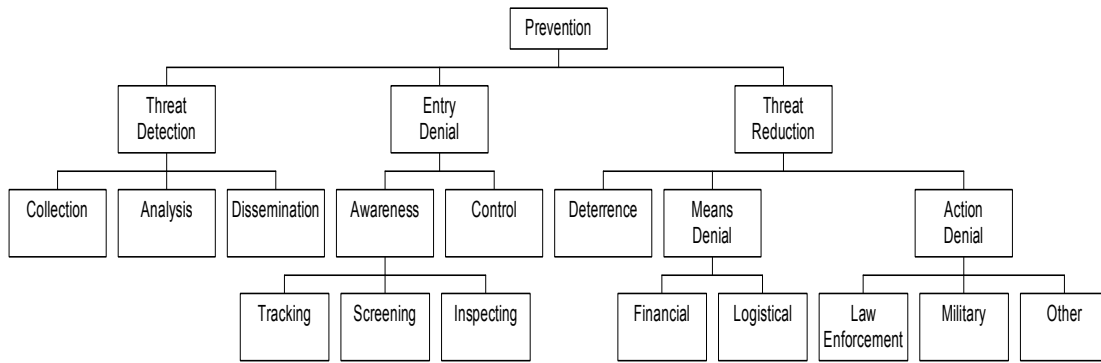 Prevention
Threat
Detection
Entry
Denial
Threat
Reduction
Collection
Analysis
Dissemination
Awareness
Control
Deterrence
Means
Denial
Action
Denial
Tracking
Screening
Inspecting
Financial
Logistical
Law
Enforcement
Military
Other